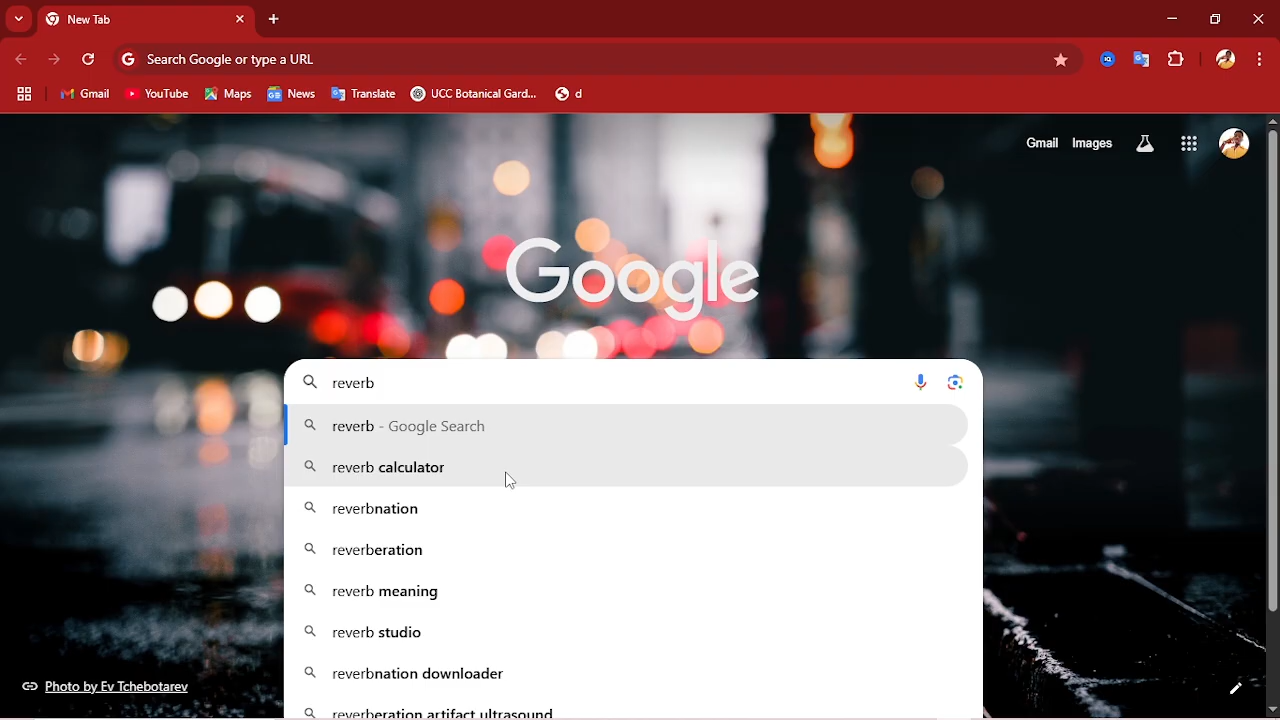 New Tab
Search Google or type a URL
Gmail YouTube Maps News Translate UCC Botanical Gard... d
Gmail Images
Google
reverb
reverb - Google Search
reverb calculator
reverbnation
reverberation
reverb meaning
reverb studio
reverbnation downloader
reverberation artifact ultrasound
Photo by Ev Tchebotarev